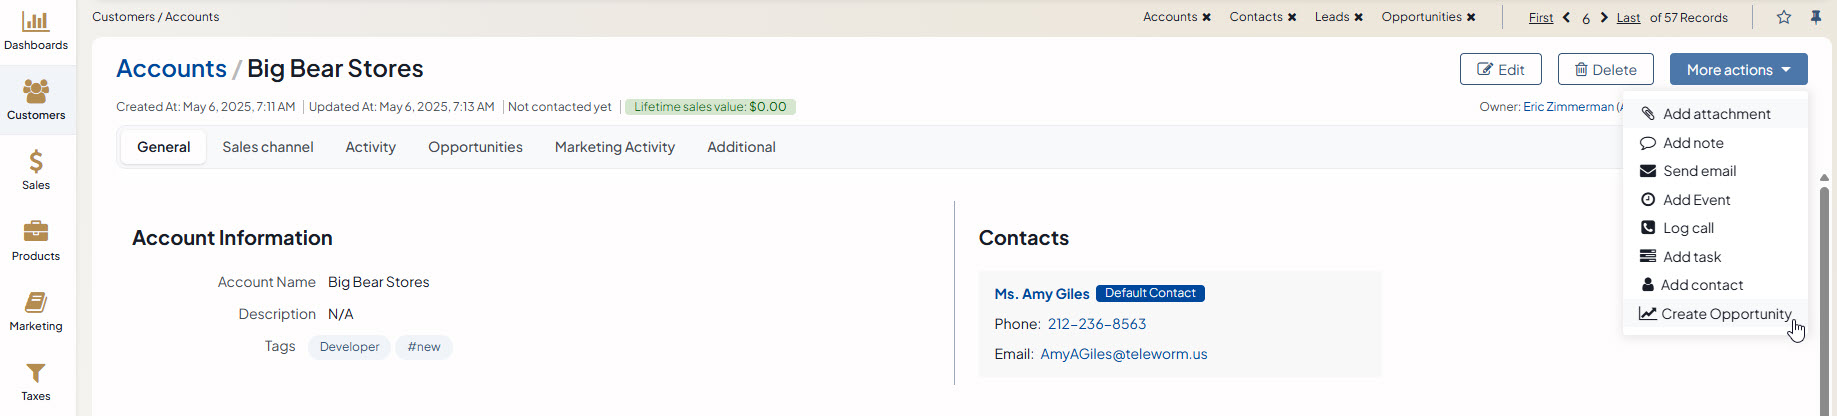 Customers / Accounts
Accounts ✖ Contacts ✖ Leads ✖ Opportunities ✖
First 6 Last of 57 Records
Dashboards
Customers
Sales
Products
Marketing
Taxes
Accounts / Big Bear Stores
Edit
Delete
More actions
Created At: May 6, 2025, 7:11 AM | Updated At: May 6, 2025, 7:13 AM | Not contacted yet | Lifetime sales value: $0.00
Owner: Eric Zimmerman (
General Sales channel Activity Opportunities Marketing Activity Additional
Add attachment
Add note
Send email
Add Event
Log call
Add task
Add contact
Create Opportunity
Account Information
Account Name Big Bear Stores
Description N/A
Tags Developer #new
Contacts
Ms. Amy Giles Default Contact
Phone: 212-236-8563
Email: AmyAGiles@teleworm.us